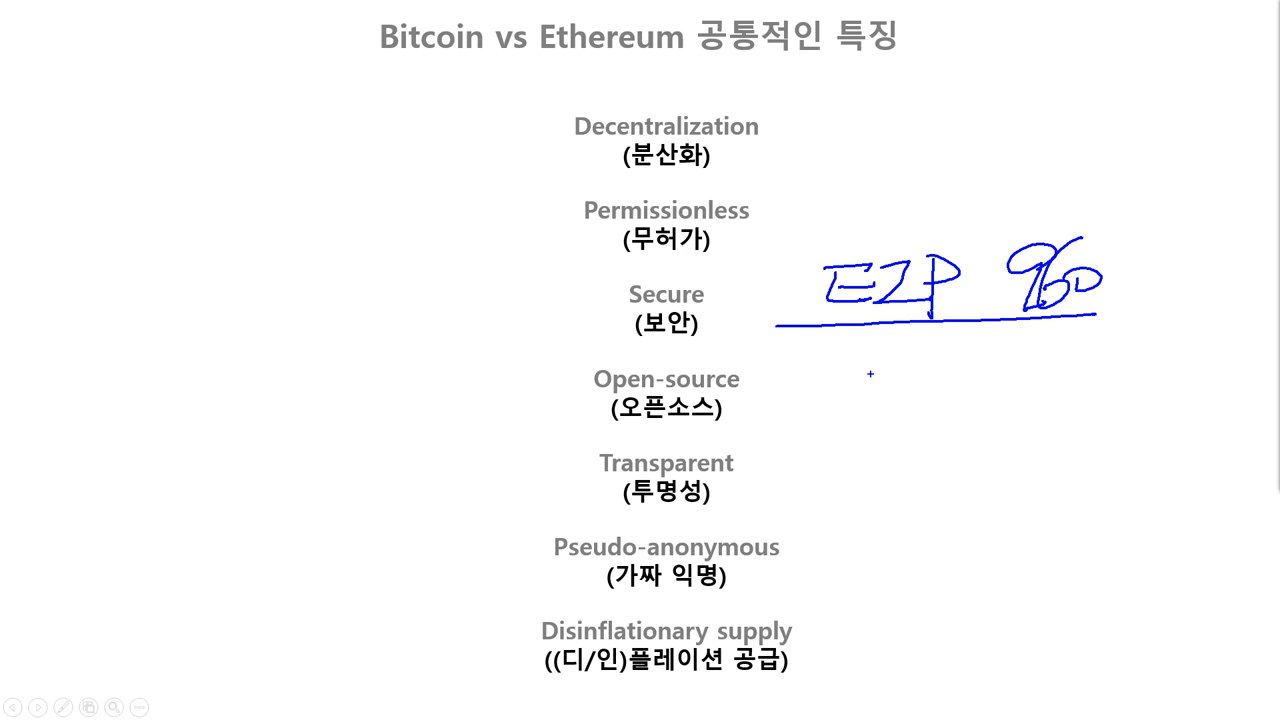 Bitcoin vs Ethereum 공통적인 특징
Decentralization
(분산화)
Permissionless
(무허가)
Secure
(보안)
Open-source
(오픈소스)
Transparent
(투명성)
Pseudo-anonymous
(가짜 익명)
Disinflationary supply
((디/인)플레이션 공급)